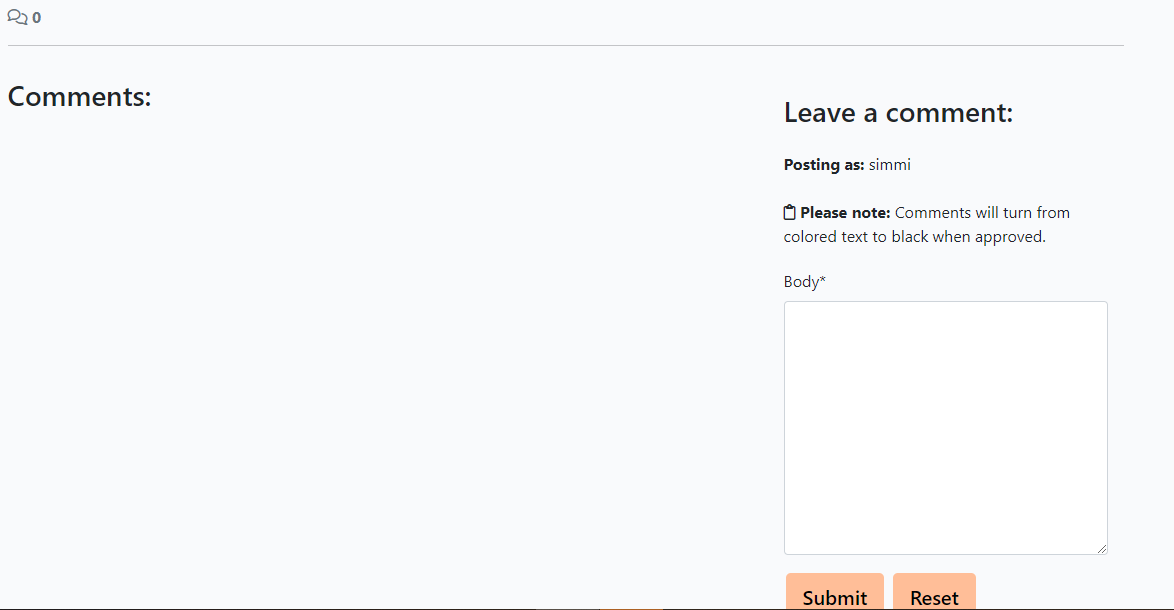 0
Comments:
Leave a comment:
Posting as: simmi
Please note: Comments will turn from
colored text to black when approved.
Body*
Submit
Reset